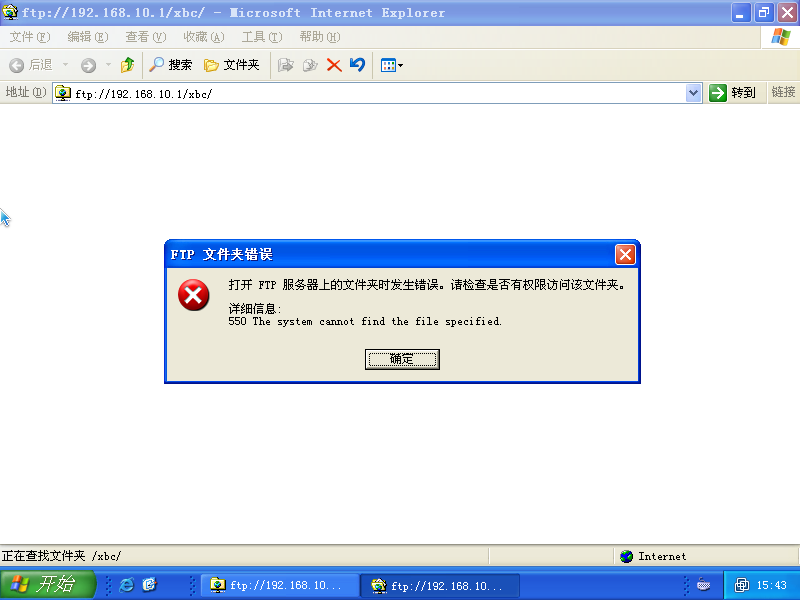 ftp://192.168.10.1/xbc/ - Microsoft Internet Explorer
文件(F) 编辑(E) 查看(V) 收藏(A) 工具(T) 帮助(H)
后退 搜索 文件夹
地址(D) ftp://192.168.10.1/xbc/ 转到 链接
FTP 文件夹错误
打开 FTP 服务器上的文件夹时发生错误。请检查是否有权限访问该文件夹。
详细信息:
550 The system cannot find the file specified.
确定
正在查找文件夹 /xbc/ Internet
开始 ftp://192.168.10... ftp://192.168.10... 15:43